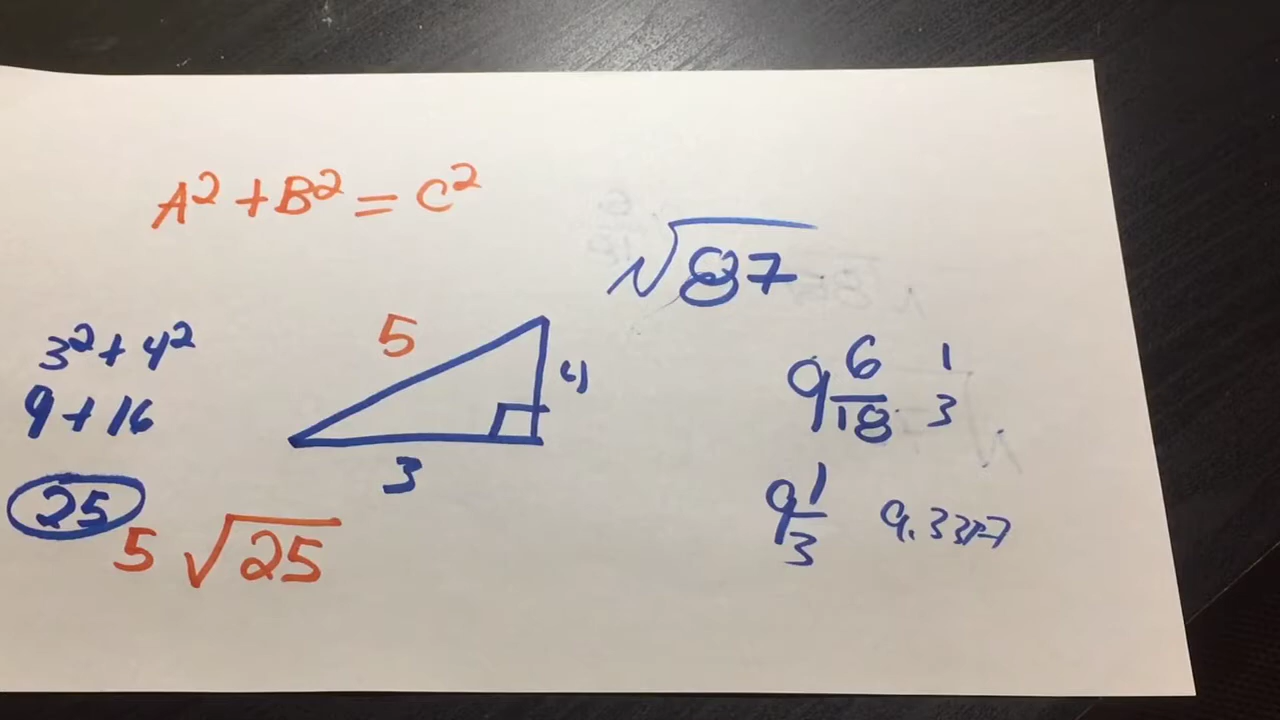 A² + B² = C²
√87
3² + 4²
9 + 16
25
5 √25
5
4
3
9 6/18 1/3
9 1/3